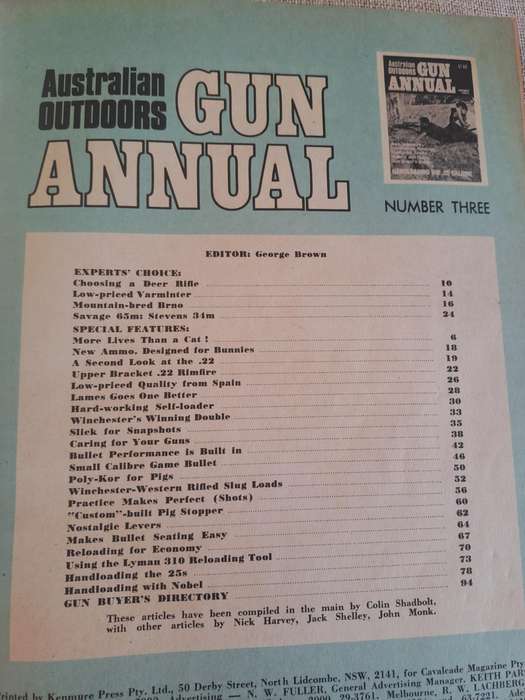 Australian
OUTDOORS
GUN
ANNUAL
Australian
OUTDOORS
GUN
ANNUAL
NUMBER THREE
EDITOR: George Brown
EXPERTS' CHOICE:
Choosing a Deer Rifle 10
Low-priced Varminter 14
Mountain-bred Brno 16
Savage 65m: Stevens 34m 24
SPECIAL FEATURES:
More Lives Than a Cat! 6
New Ammo. Designed for Bunnies 18
A Second Look at the .22 19
Upper Bracket .22 Rimfire 22
Low-priced Quality from Spain 26
Lames Goes One Better 28
Hard-working Self-loader 30
Winchester's Winning Double 33
Slick for Snapshots 35
Caring for Your Guns 38
Bullet Performance is Built in 42
Small Calibre Game Bullet 46
Poly-Kor for Pigs 50
Winchester-Western Rifled Slug Loads 52
Practice Makes Perfect (Shots) 56
"Custom"-built Pig Stopper 60
Nostalgic Levers 62
Makes Bullet Seating Easy 64
Reloading for Economy 67
Using the Lyman 310 Reloading Tool 70
Handloading the 25s 73
Handloading with Nobel 78
GUN BUYER'S DIRECTORY 94
These articles have been compiled in the main by Colin Shadbolt,
with other articles by Nick Harvey, Jack Shelley, John Monk.
Printed by Kenmure Press Pty. Ltd., 50 Derby Street, North Lidcombe, NSW, 2141, for Cavalcade Magazine Pty
Advertising — N. W. FULLER, General Advertising Manager, KEITH PAR
2000, 29-3761. Melbourne, R. W. LACHBERG
63-7221.